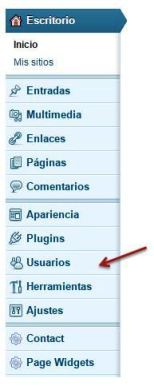 Escritorio
Inicio
Mis sitios
Entradas
Multimedia
Enlaces
Páginas
Comentarios
Apariencia
Plugins
Usuarios
Herramientas
Ajustes
Contact
Page Widgets